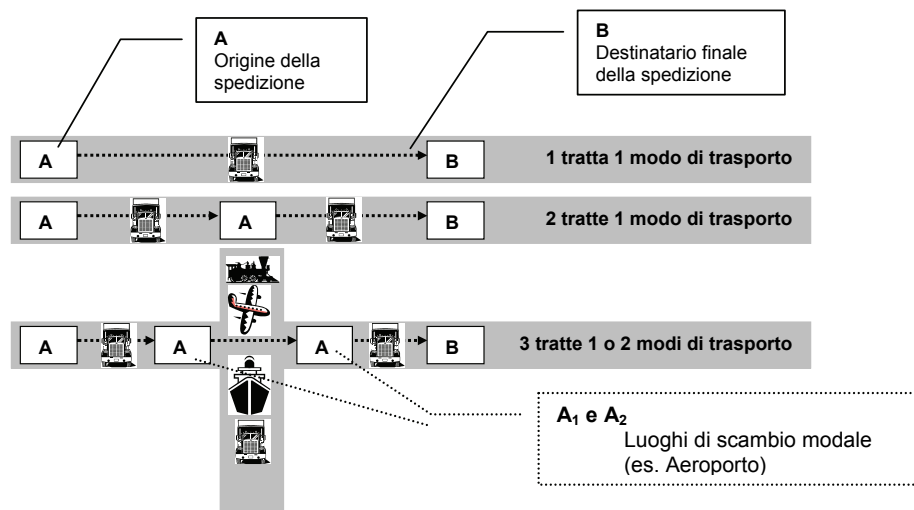 A
Origine della
spedizione
B
Destinatario finale
della spedizione
A B 1 tratta 1 modo di trasporto
A A B 2 tratte 1 modo di trasporto
A A A B 3 tratte 1 o 2 modi di trasporto
A₁ e A₂
Luoghi di scambio modale
(es. Aeroporto)